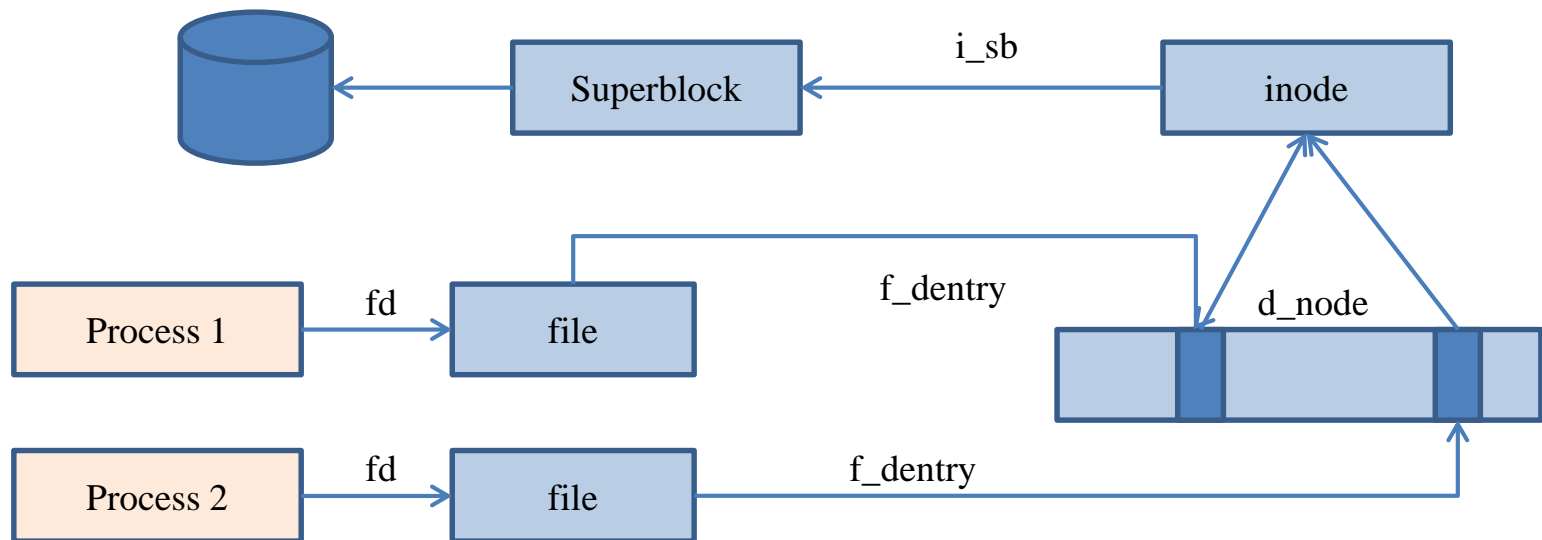 i_sb
Superblock
inode
f_dentry
d_node
fd
Process 1
file
fd
f_dentry
Process 2
file